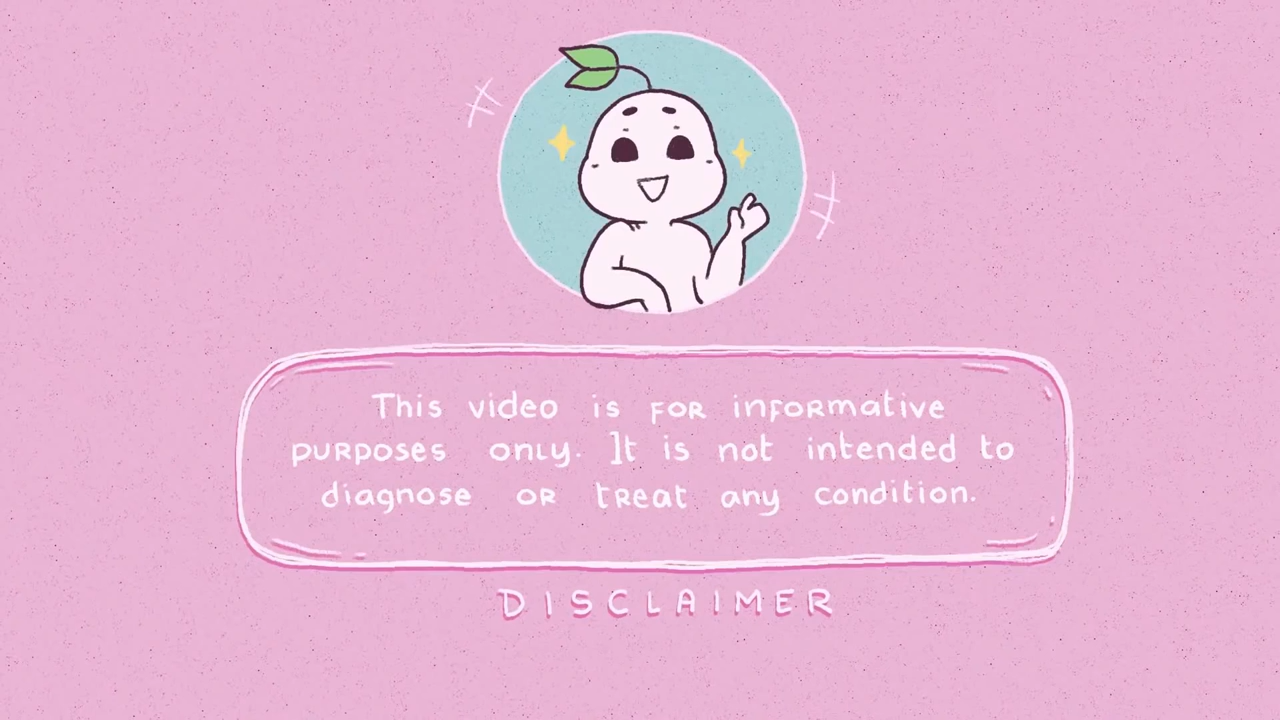 This video is for informative
purposes only. It is not intended to
diagnose or treat any condition.
DISCLAIMER